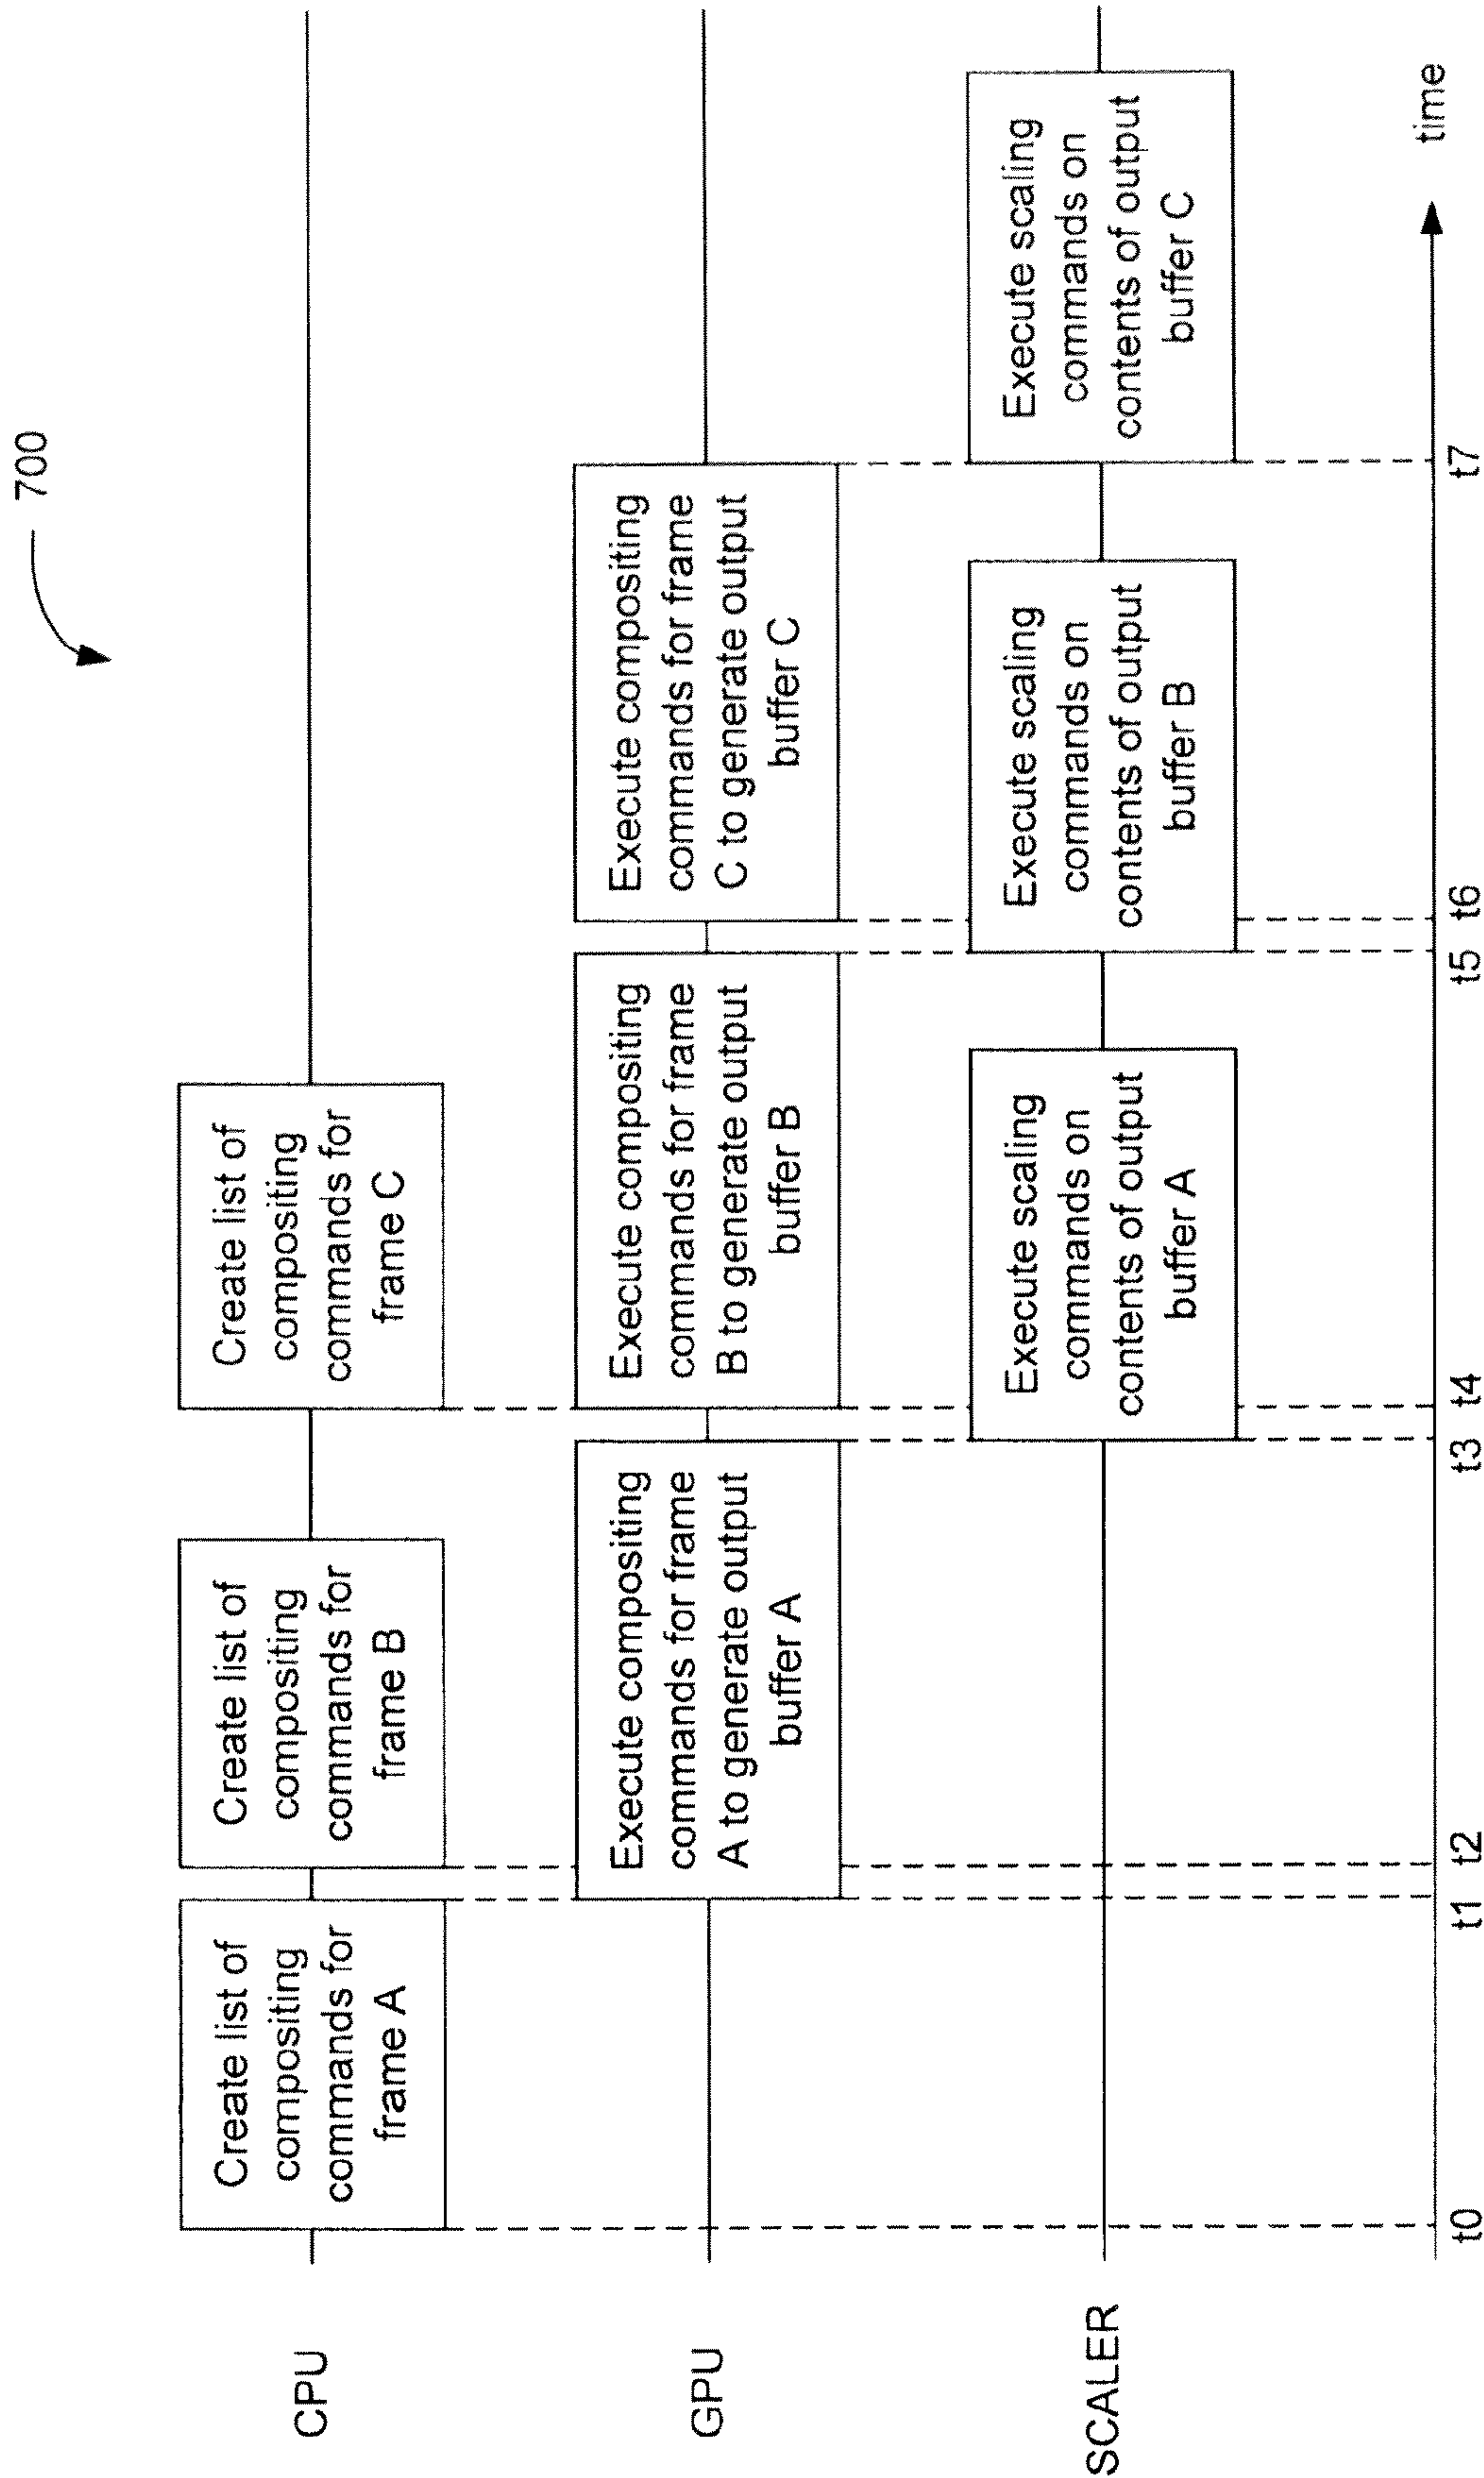 700
CPU
Create list of
compositing
commands for
frame A
Create list of
compositing
commands for
frame B
Create list of
compositing
commands for
frame C
GPU
Execute compositing
commands for frame
A to generate output
buffer A
Execute compositing
commands for frame
B to generate output
buffer B
Execute compositing
commands for frame
C to generate output
buffer C
SCALER
Execute scaling
commands on
contents of output
buffer A
Execute scaling
commands on
contents of output
buffer B
Execute scaling
commands on
contents of output
buffer C
time
t0 t1 t2 t3 t4 t5 t6 t7